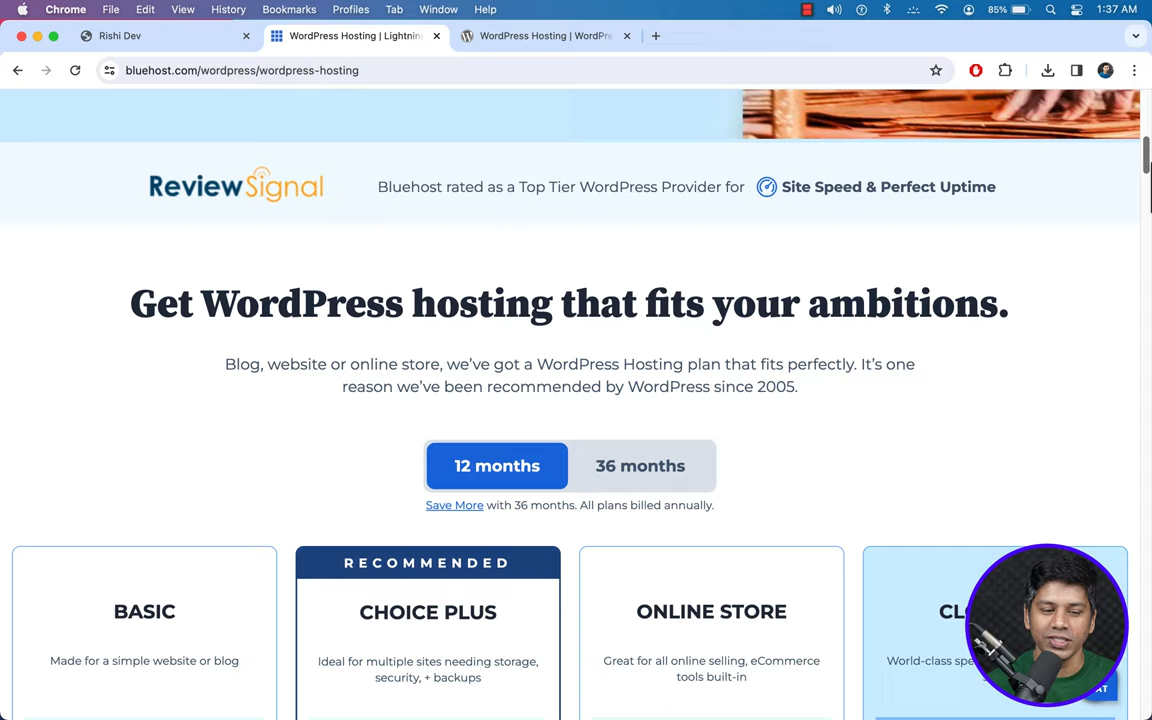 Chrome File Edit View History Bookmarks Profiles Tab Window Help 85% 1:37 AM
Rishi Dev WordPress Hosting | Lightning WordPress Hosting | WordPre
bluehost.com/wordpress/wordpress-hosting
ReviewSignal Bluehost rated as a Top Tier WordPress Provider for Site Speed & Perfect Uptime
Get WordPress hosting that fits your ambitions.
Blog, website or online store, we've got a WordPress Hosting plan that fits perfectly. It's one
reason we've been recommended by WordPress since 2005.
12 months 36 months
Save More with 36 months. All plans billed annually.
RECOMMENDED
BASIC
CHOICE PLUS
ONLINE STORE
Made for a simple website or blog
Ideal for multiple sites needing storage,
security, + backups
Great for all online selling, eCommerce
tools built-in
World-class